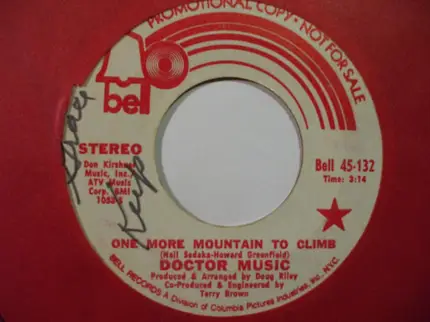 PROMOTIONAL COPY · NOT FOR SALE
bell
STEREO
Don Kirshner
Music, Inc./
ATV Music
Corp. BMI
Bell 45-132
Time: 3:14
Keep
ONE MORE MOUNTAIN TO CLIMB
(Neil Sedaka-Howard Greenfield)
DOCTOR MUSIC
Produced & Arranged by Doug Riley
Co-Produced & Engineered by
Terry Brown
BELL RECORDS A Division of Columbia Pictures Industries, Inc., N.Y.C.